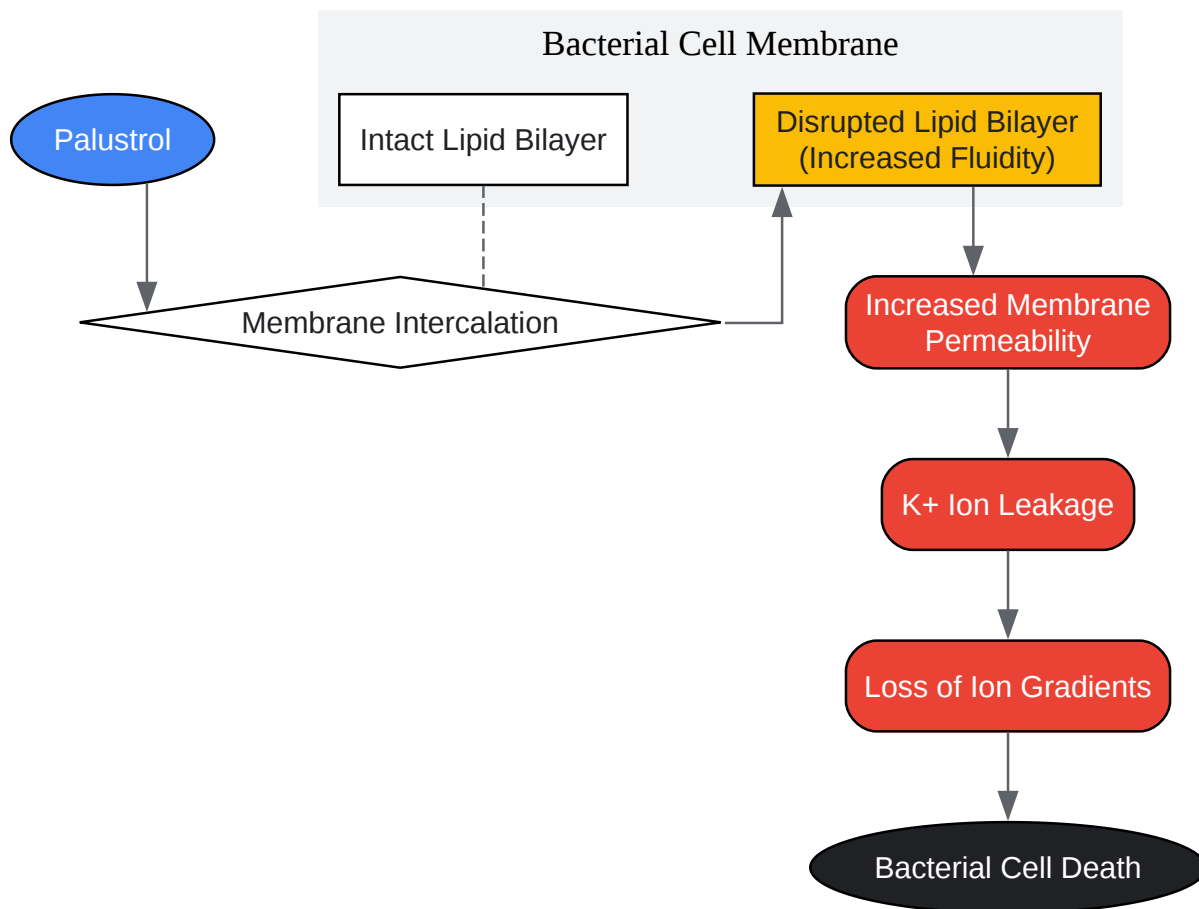 Bacterial Cell Membrane
Palustrol
Intact Lipid Bilayer
Disrupted Lipid Bilayer
(Increased Fluidity)
Membrane Intercalation
Increased Membrane
Permeability
K+ Ion Leakage
Loss of Ion Gradients
Bacterial Cell Death